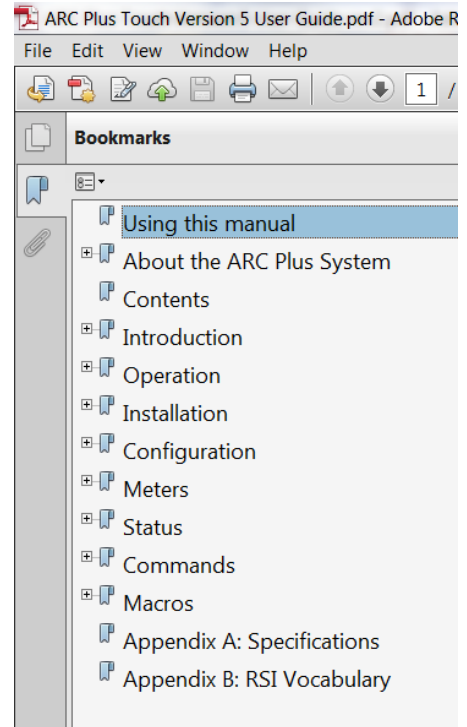 ARC Plus Touch Version 5 User Guide.pdf - Adobe R
File Edit View Window Help
1 /
Bookmarks
Using this manual
About the ARC Plus System
Contents
Introduction
Operation
Installation
Configuration
Meters
Status
Commands
Macros
Appendix A: Specifications
Appendix B: RSI Vocabulary